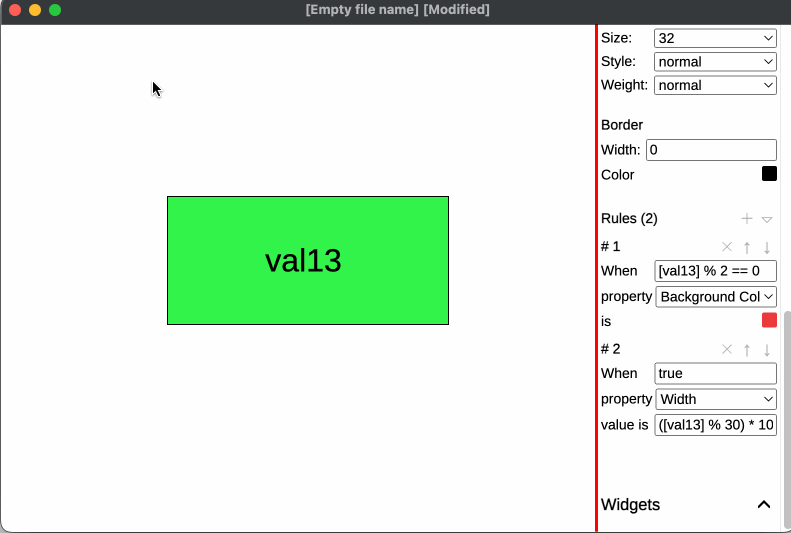 [Empty file name] [Modified]
val13
Size: 32
Style: normal
Weight: normal
Border
Width: 0
Color
Rules (2)
# 1
When [val13] % 2 == 0
property Background Col
is
# 2
When true
property Width
value is ([val13] % 30) * 10
Widgets